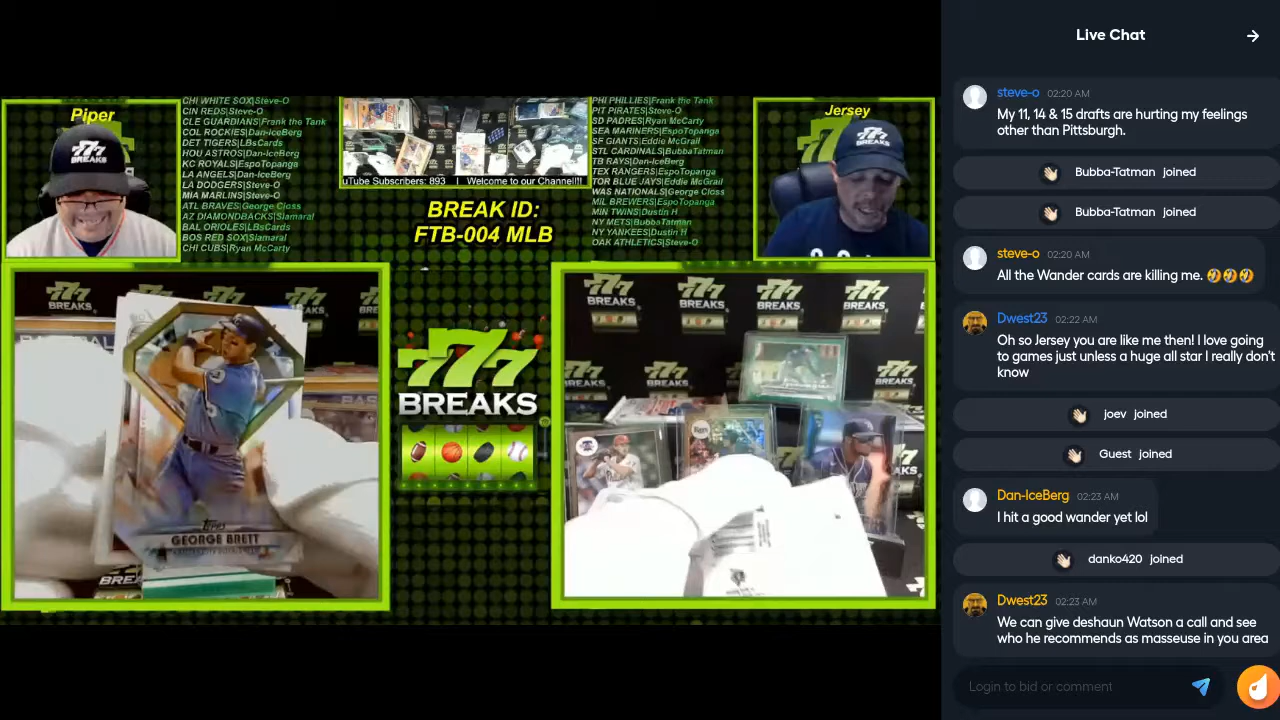 Piper
CHI WHITE SOX|Steve-O
CIN REDS|Steve-O
CLE GUARDIANS|Frank the Tank
COL ROCKIES|Dan-IceBerg
DET TIGERS|LBsCards
HOU ASTROS|Dan-IceBerg
KC ROYALS|EspoTopanga
LA ANGELS|Dan-IceBerg
LA DODGERS|Steve-O
MIA MARLINS|Steve-O
ATL BRAVES|George Closs
AZ DIAMONDBACKS|Slamaral
BAL ORIOLES|LBsCards
BOS RED SOX|Slamaral
CHI CUBS|Ryan McCarty
uTube Subscribers: 893 | Welcome to our Channel!!!
BREAK ID:
FTB-004 MLB
PHI PHILLIES|Frank the Tank
PIT PIRATES|Steve-O
SD PADRES|Ryan McCarty
SEA MARINERS|EspoTopanga
SF GIANTS|Eddie McGrail
STL CARDINALS|BubbaTatman
TB RAYS|Dan-IceBerg
TEX RANGERS|EspoTopanga
TOR BLUE JAYS|Eddie McGrail
WAS NATIONALS|George Closs
MIL BREWERS|EspoTopanga
MIN TWINS|Dustin H
NY METS|BubbaTatman
NY YANKEES|Dustin H
OAK ATHLETICS|Steve-O
Jersey
777
BREAKS
777
BREAKS
topps
GEORGE BRETT
777
BREAKS
BREAKS
BREAKS
BREAKS
BREAKS
Live Chat
steve-o 02:20 AM
My 11, 14 & 15 drafts are hurting my feelings
other than Pittsburgh.
Bubba-Tatman joined
Bubba-Tatman joined
steve-o 02:20 AM
All the Wander cards are killing me. 🤣🤣🤣
Dwest23 02:22 AM
Oh so Jersey you are like me then! I love going
to games just unless a huge all star I really don't
know
joev joined
Guest joined
Dan-IceBerg 02:23 AM
I hit a good wander yet lol
danko420 joined
Dwest23 02:23 AM
We can give deshaun Watson a call and see
who he recommends as masseuse in you area
Login to bid or comment